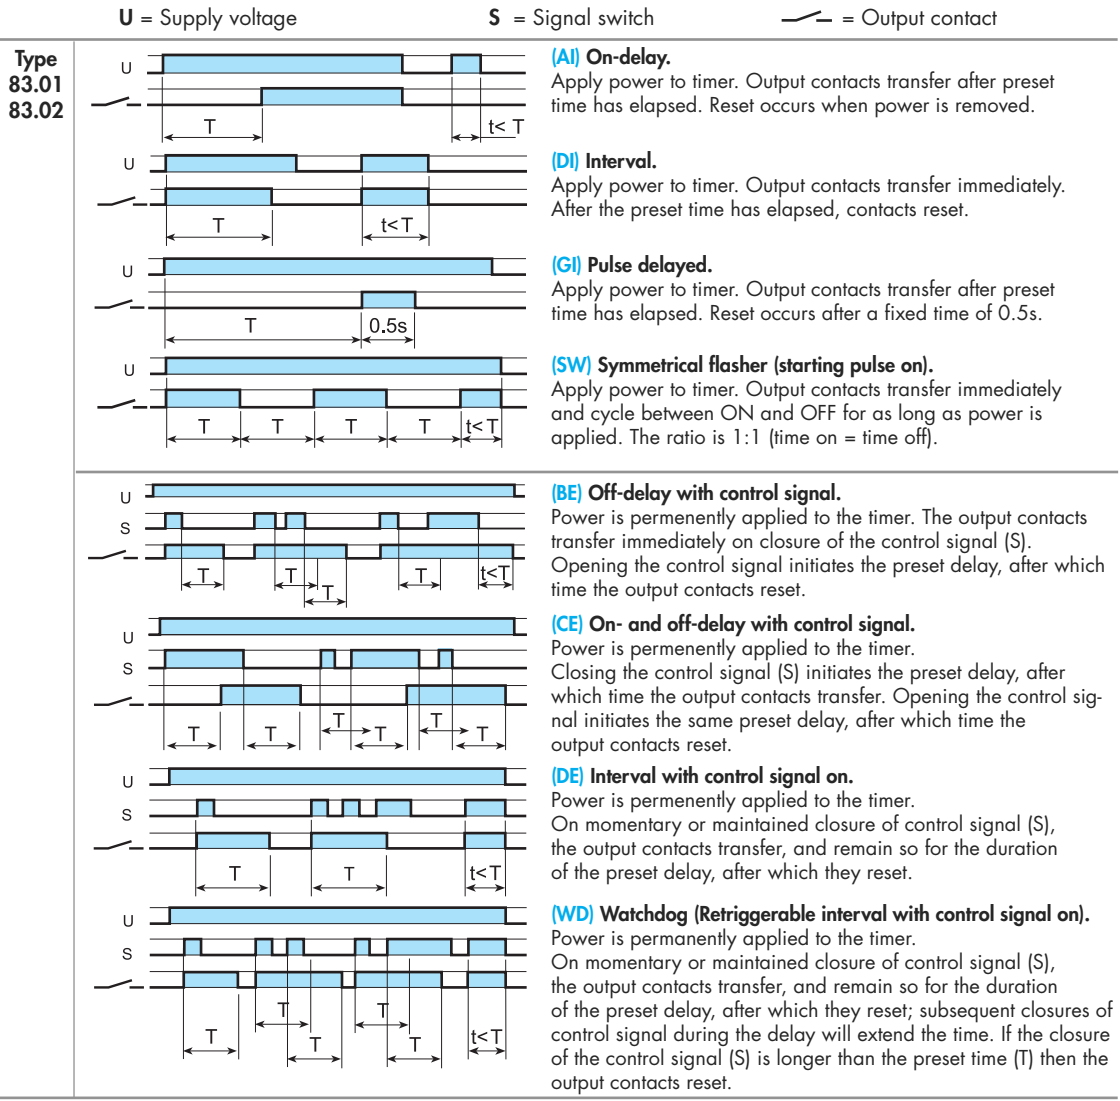 U = Supply voltage
S = Signal switch
= Output contact
Type
83.01
83.02
U
T
t< T
(AI) On-delay.
Apply power to timer. Output contacts transfer after preset
time has elapsed. Reset occurs when power is removed.
U
T
t<T
(DI) Interval.
Apply power to timer. Output contacts transfer immediately.
After the preset time has elapsed, contacts reset.
U
T
0.5s
(GI) Pulse delayed.
Apply power to timer. Output contacts transfer after preset
time has elapsed. Reset occurs after a fixed time of 0.5s.
U
T T T T t<T
(SW) Symmetrical flasher (starting pulse on).
Apply power to timer. Output contacts transfer immediately
and cycle between ON and OFF for as long as power is
applied. The ratio is 1:1 (time on = time off).
U
S
T T T t<T
T
(BE) Off-delay with control signal.
Power is permenently applied to the timer. The output contacts
transfer immediately on closure of the control signal (S).
Opening the control signal initiates the preset delay, after which
time the output contacts reset.
U
S
T T
T T T T
(CE) On- and off-delay with control signal.
Power is permenently applied to the timer.
Closing the control signal (S) initiates the preset delay, after
which time the output contacts transfer. Opening the control sig-
nal initiates the same preset delay, after which time the
output contacts reset.
U
S
T T t<T
(DE) Interval with control signal on.
Power is permenently applied to the timer.
On momentary or maintained closure of control signal (S),
the output contacts transfer, and remain so for the duration
of the preset delay, after which they reset.
U
S
T T
T T T t<T
(WD) Watchdog (Retriggerable interval with control signal on).
Power is permanently applied to the timer.
On momentary or maintained closure of control signal (S),
the output contacts transfer, and remain so for the duration
of the preset delay, after which they reset; subsequent closures of
control signal during the delay will extend the time. If the closure
of the control signal (S) is longer than the preset time (T) then the
output contacts reset.